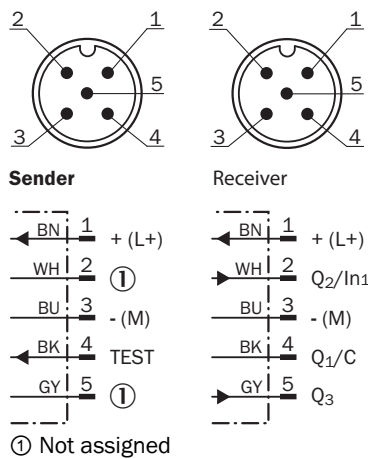 2 1 2 1
5 5
3 4 3 4
Sender Receiver
BN 1 + (L+) BN 1 + (L+)
WH 2 ① WH 2 Q2/In1
BU 3 - (M) BU 3 - (M)
BK 4 TEST BK 4 Q1/C
GY 5 ① GY 5 Q3
① Not assigned